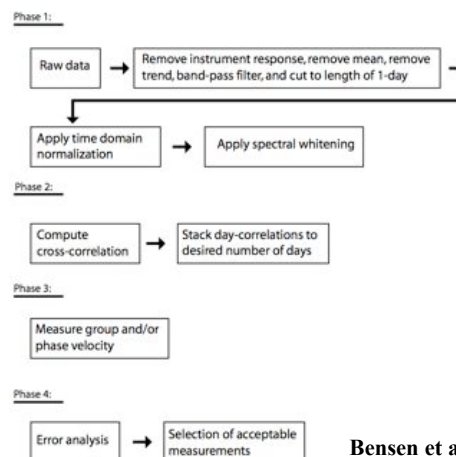 Phase 1:
Raw data
Remove instrument response, remove mean, remove
trend, band-pass filter, and cut to length of 1-day
Apply time domain
normalization
Apply spectral whitening
Phase 2:
Compute
cross-correlation
Stack day-correlations to
desired number of days
Phase 3:
Measure group and/or
phase velocity
Phase 4:
Error analysis
Selection of acceptable
measurements
Bensen et a